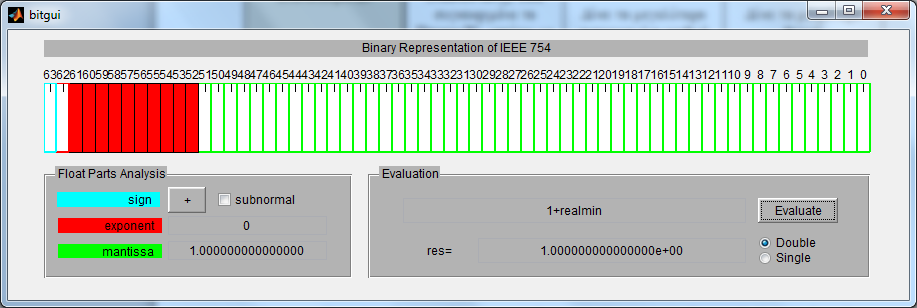 bitgui
Binary Representation of IEEE 754
63 62 61 60 59 58 57 56 55 54 53 52 51 50 49 48 47 46 45 44 43 42 41 40 39 38 37 36 35 34 33 32 31 30 29 28 27 26 25 24 23 22 21 20 19 18 17 16 15 14 13 12 11 10 9 8 7 6 5 4 3 2 1 0
Float Parts Analysis
sign + subnormal
exponent 0
mantissa 1.000000000000000
Evaluation
1+realmin Evaluate
res= 1.000000000000000e+00
Double
Single